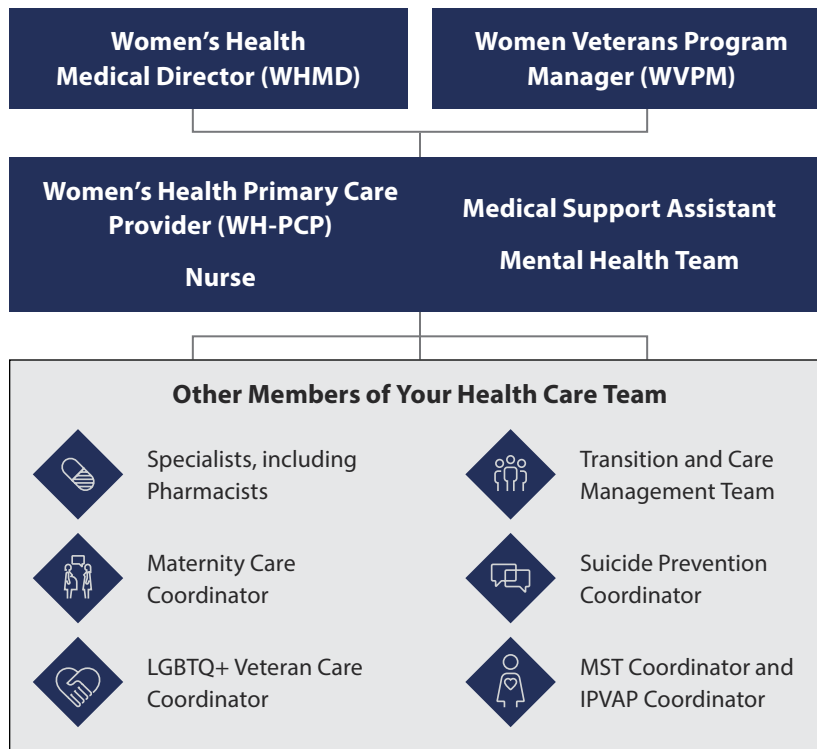 Women’s Health
Medical Director (WHMD)
Women Veterans Program
Manager (WVPM)
Women’s Health Primary Care
Provider (WH-PCP)
Nurse
Medical Support Assistant
Mental Health Team
Other Members of Your Health Care Team
Specialists, including
Pharmacists
Transition and Care
Management Team
Maternity Care
Coordinator
Suicide Prevention
Coordinator
LGBTQ+ Veteran Care
Coordinator
MST Coordinator and
IPVAP Coordinator